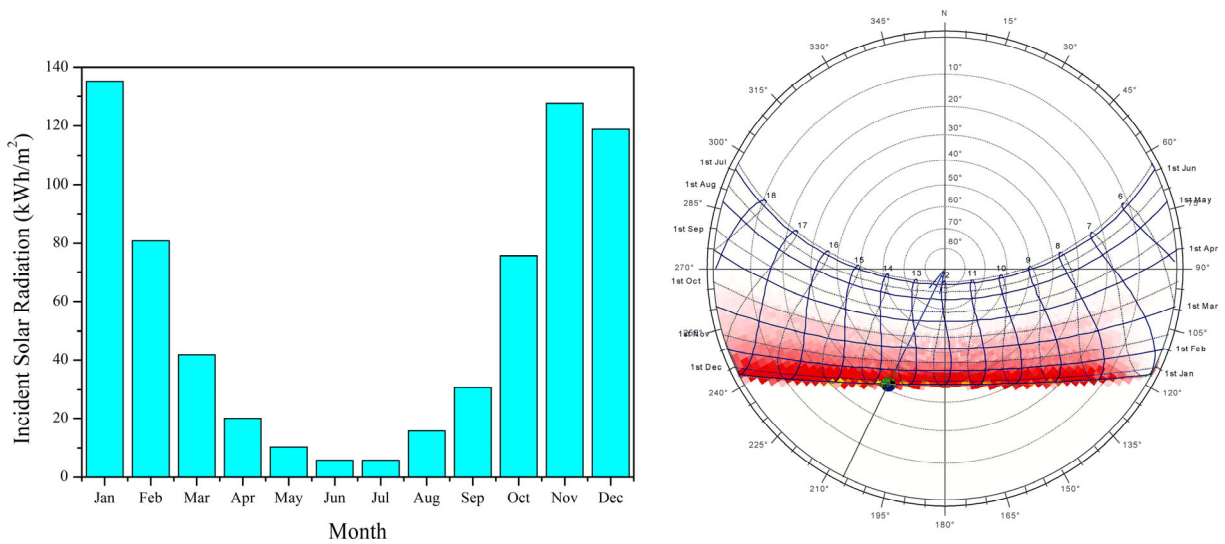 Incident Solar Radiation (kWh/m²)
140
120
100
80
60
40
20
0
Jan Feb Mar Apr May Jun Jul Aug Sep Oct Nov Dec
Month
N
345° 15°
330° 30°
315° 45°
300° 60°
1st Jul 1st Jun
1st Aug 75° 1st May
285°
1st Sep 1st Apr
270° 90°
1st Oct
1st Mar
1st Nov 105°
1st Feb
1st Dec 1st Jan
240° 120°
225° 135°
210° 150°
195° 180° 165°
10°
20°
30°
40°
50°
60°
70°
80°
18 17 16 15 14 13 11 10 9 8 7 6